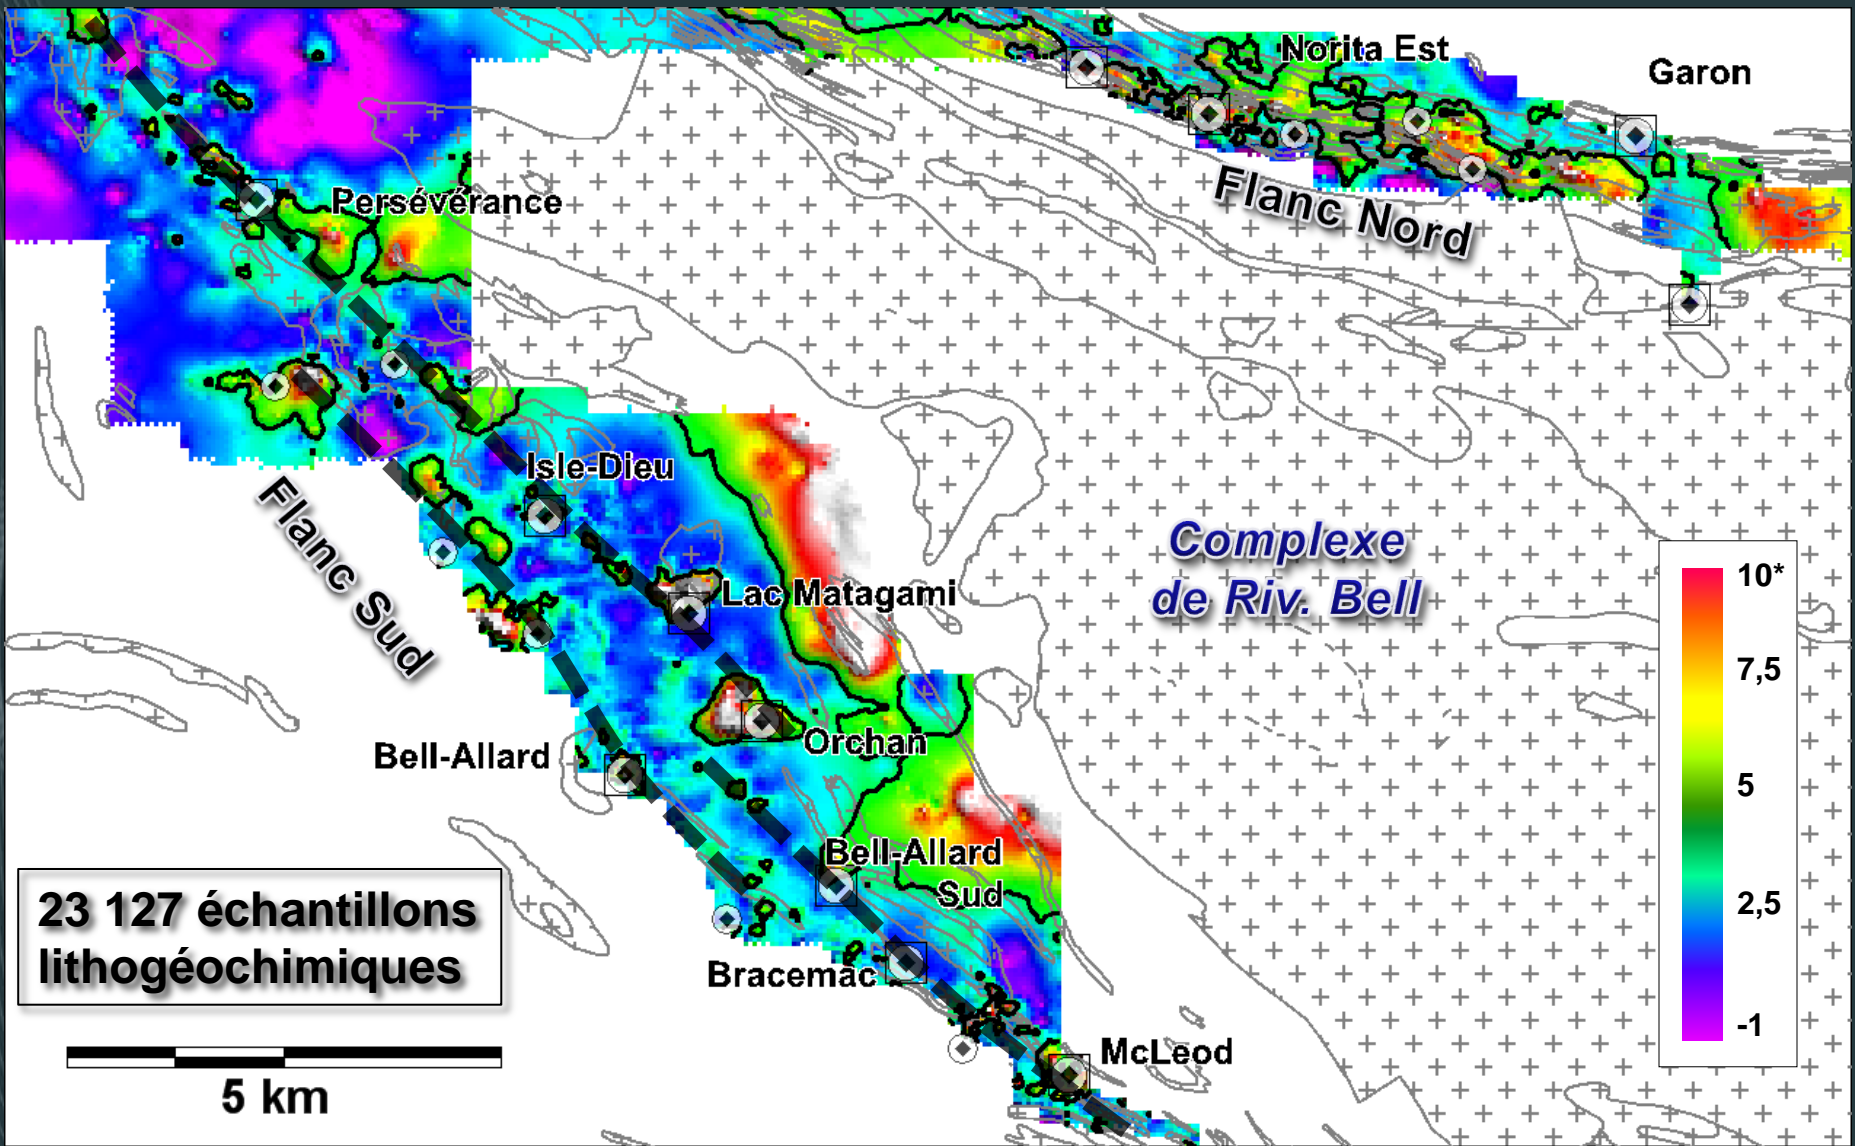 Norita Est
Garon
Persévérance
Flanc Nord
Isle-Dieu
Flanc Sud
Complexe
de Riv. Bell
Lac Matagami
10*
7,5
5
2,5
-1
Orchan
Bell-Allard
Bell-Allard
Sud
23 127 échantillons
lithogéochimiques
Bracemac
McLeod
5 km